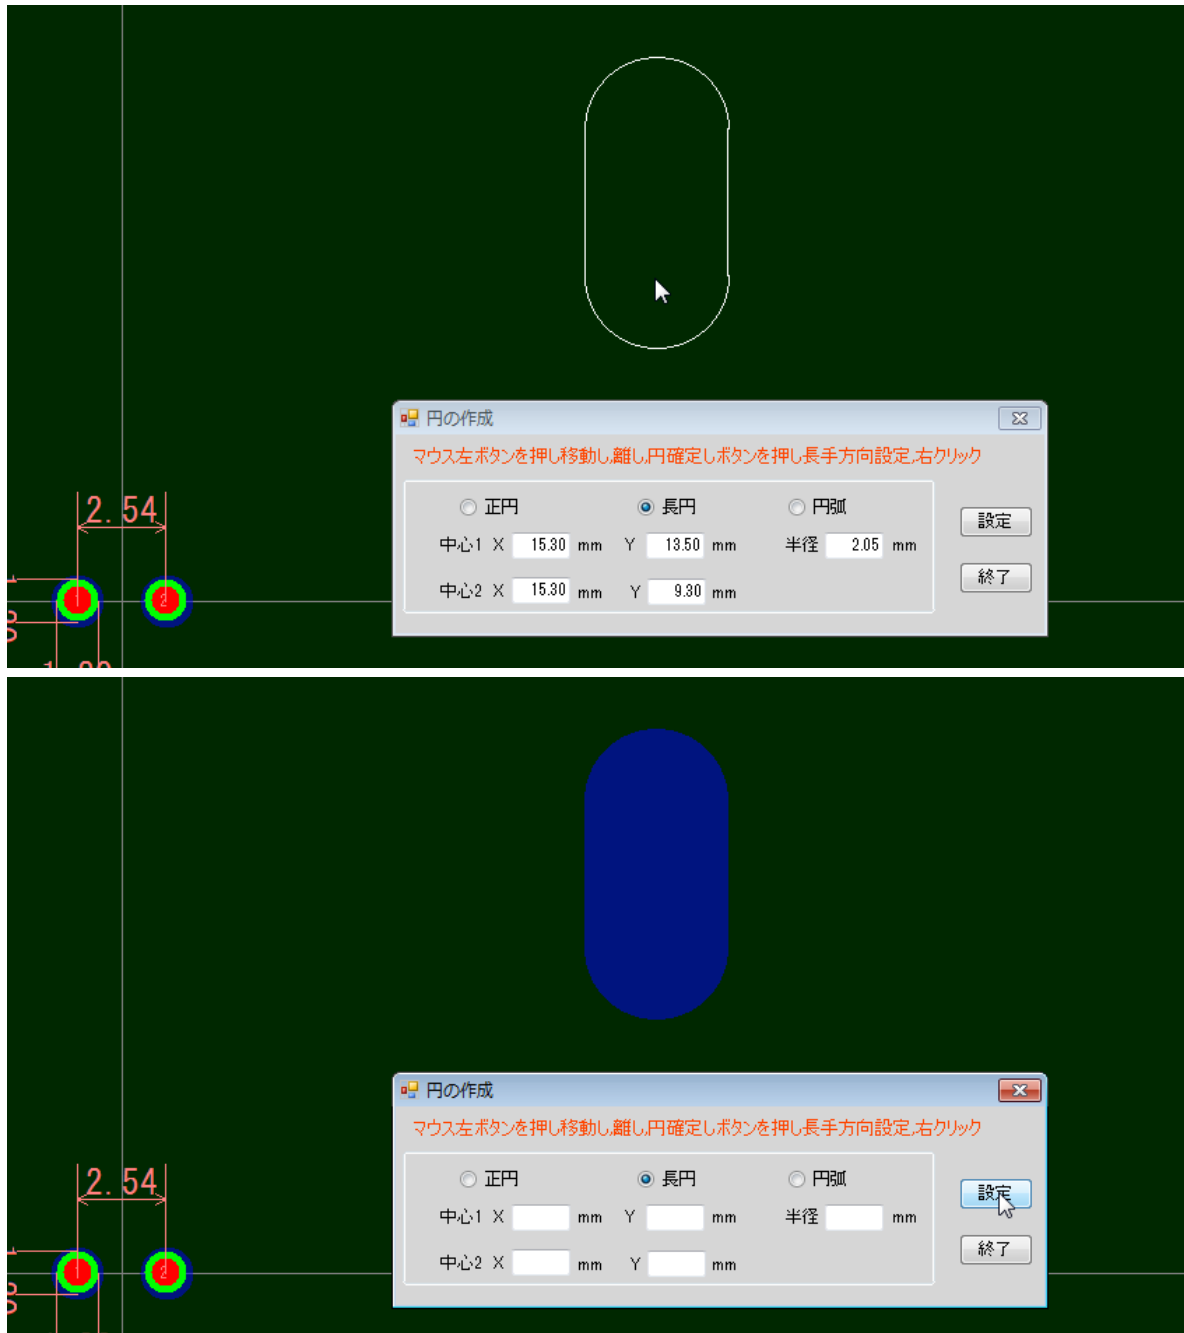 円の作成
マウス左ボタンを押し移動し,離し,円確定しボタンを押し長手方向設定,右クリック
正円 長円 円弧
設定
中心1 X 15.30 mm Y 13.50 mm 半径 2.05 mm
終了
中心2 X 15.30 mm Y 9.30 mm
2.54
1 2
円の作成
マウス左ボタンを押し移動し,離し,円確定しボタンを押し長手方向設定,右クリック
正円 長円 円弧
設定
中心1 X mm Y mm 半径 mm
終了
中心2 X mm Y mm
2.54
1 2